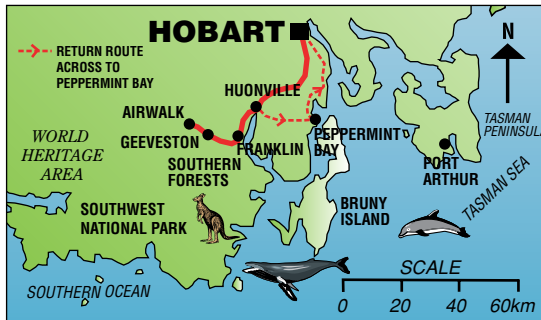 HOBART
N
RETURN ROUTE
ACROSS TO
PEPPERMINT BAY
HUONVILLE
AIRWALK
TASMAN
PENINSULA
WORLD
HERITAGE
AREA
GEEVESTON
FRANKLIN
PEPPERMINT
BAY
SOUTHERN
FORESTS
PORT
ARTHUR
TASMAN SEA
SOUTHWEST
NATIONAL PARK
BRUNY
ISLAND
SOUTHERN OCEAN
SCALE
0 20 40 60km